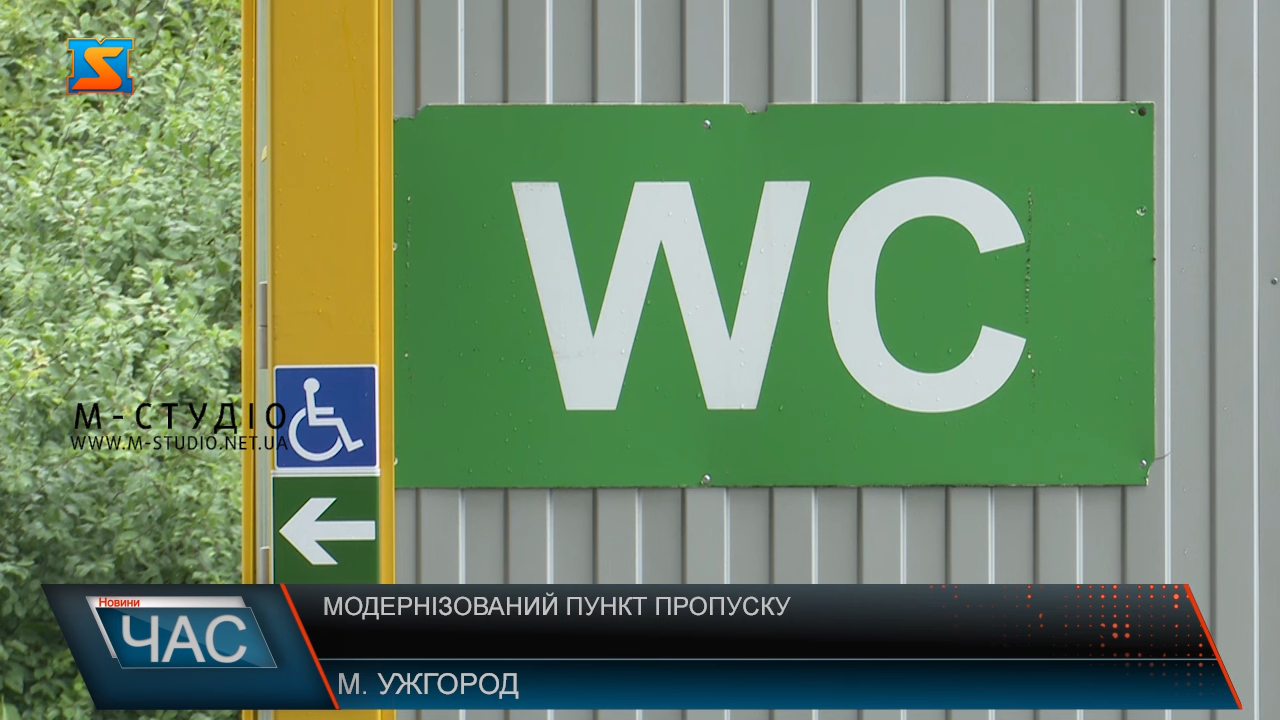 WC
М-СТУДІО
WWW.M-STUDIO.NET.UA
Новини
ЧАС
МОДЕРНІЗОВАНИЙ ПУНКТ ПРОПУСКУ
М. УЖГОРОД